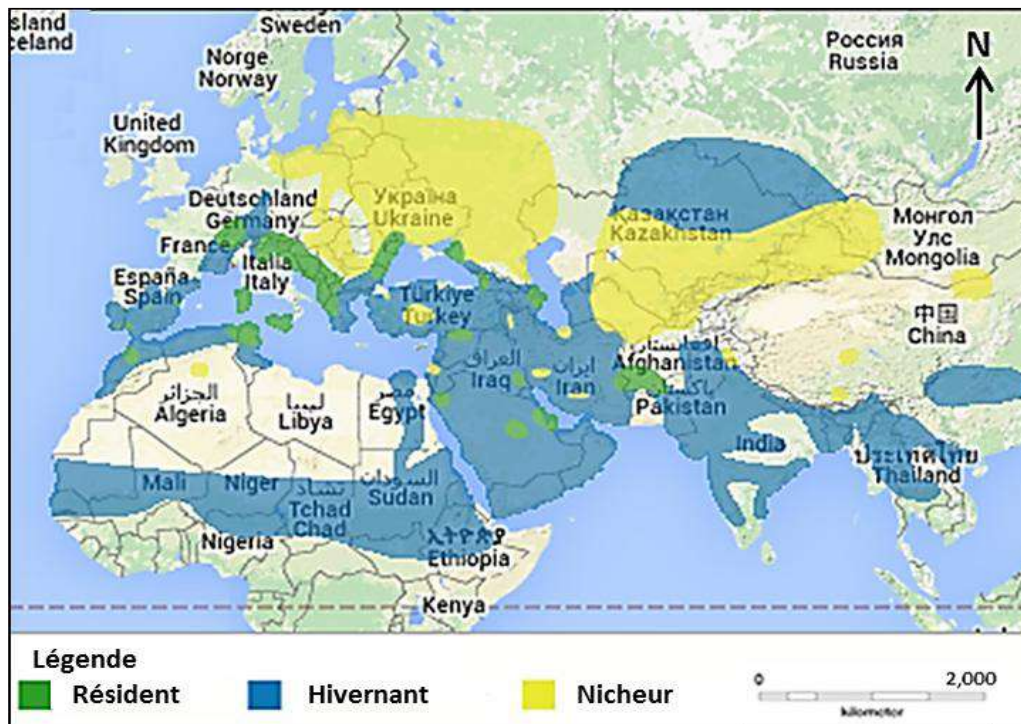 Sweden
sland
celand
Norge
Norway
Россия
Russia
N
United
Kingdom
Deutschland
Germany
Україна
Ukraine
Казақстан
Kazakhstan
Монгол
Улс
Mongolia
France
Italia
Italy
España
Spain
Türkiye
Turkey
中国
China
افغانستان
Afghanistan
العراق
Iraq
ایران
Iran
پاکستان
Pakistan
الجزائر
Algeria
ليبيا
Libya
مصر
Egypt
India
ประเทศไทย
Thailand
Mali
Niger
تشاد
Tchad
Chad
السودان
Sudan
Nigeria
ኢትዮጵያ
Ethiopia
Kenya
Légende
Résident
Hivernant
Nicheur
0
2,000
kilometer